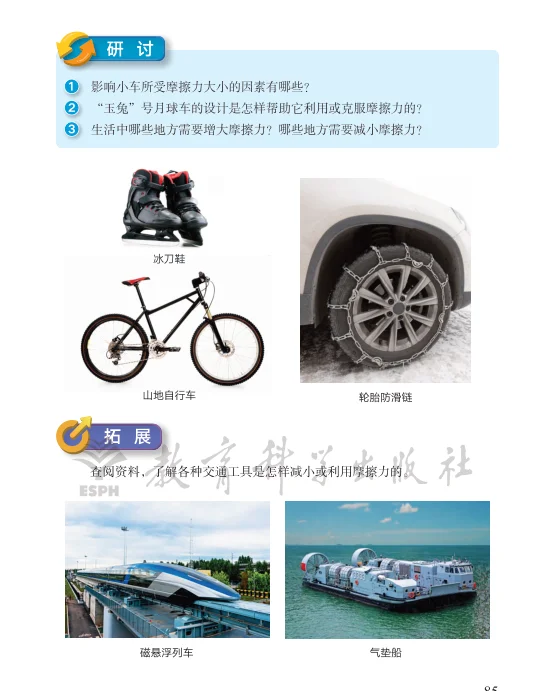 研讨
1 影响小车所受摩擦力大小的因素有哪些？
2 “玉兔”号月球车的设计是怎样帮助它利用或克服摩擦力的？
3 生活中哪些地方需要增大摩擦力？哪些地方需要减小摩擦力？
冰刀鞋
山地自行车
轮胎防滑链
拓展
查阅资料，了解各种交通工具是怎样减小或利用摩擦力的。
ESPH 教育科学出版社
磁悬浮列车
气垫船
85